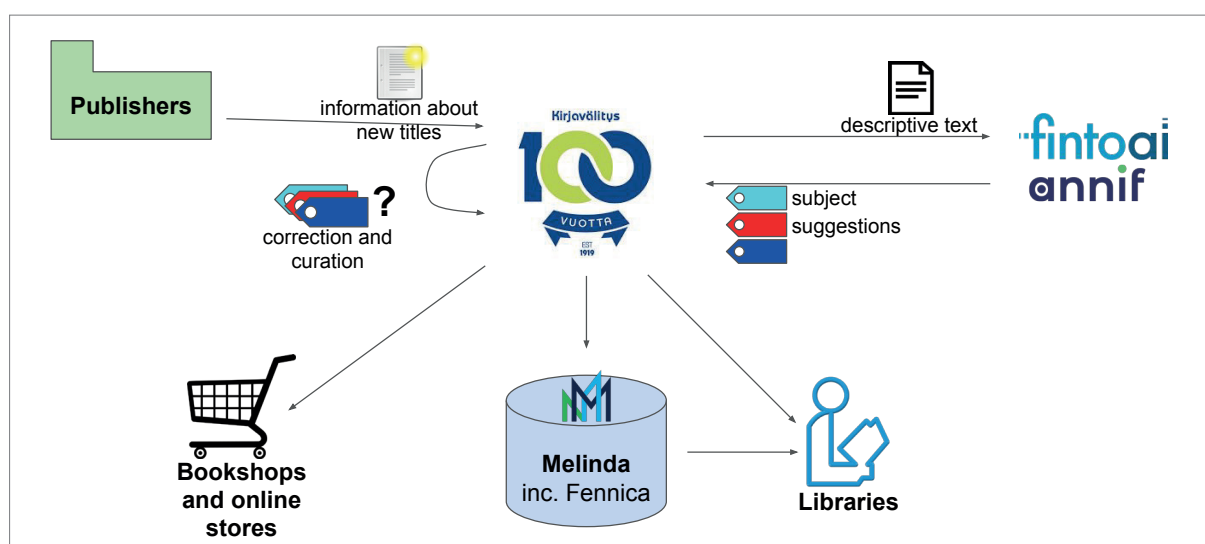 Publishers
information about
new titles
Kirjavälitys
100
VUOTTA
EST
1919
descriptive text
fintoai
annif
subject
suggestions
?
correction and
curation
Bookshops
and online
stores
Melinda
inc. Fennica
Libraries